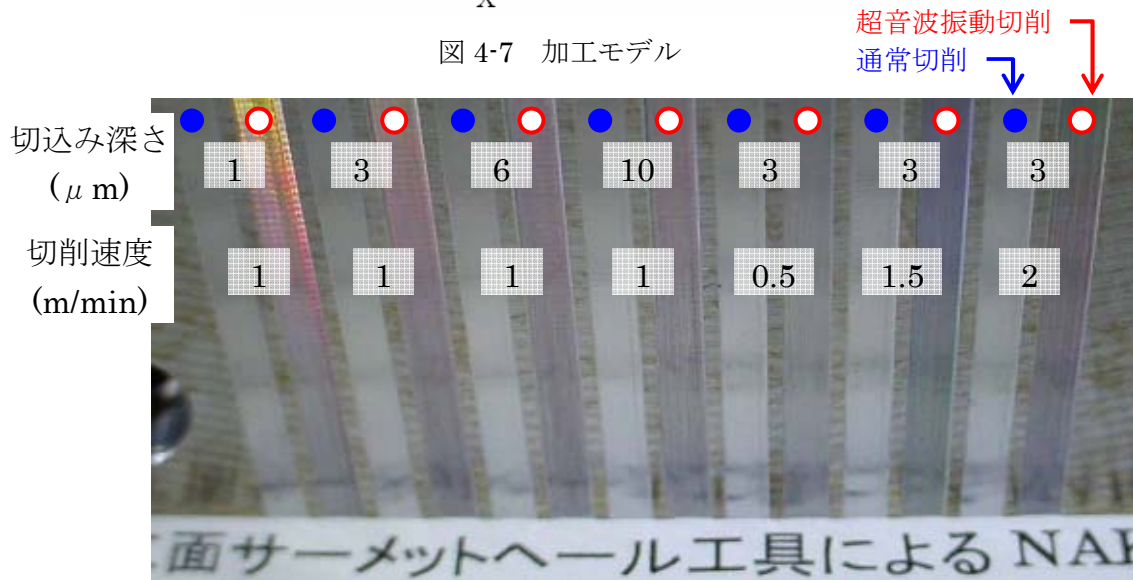 X
図 4-7 加工モデル
超音波振動切削
通常切削
切込み深さ
(μm)
1 3 6 10 3 3 3
切削速度
(m/min)
1 1 1 1 0.5 1.5 2
面サーメットヘール工具による NAK